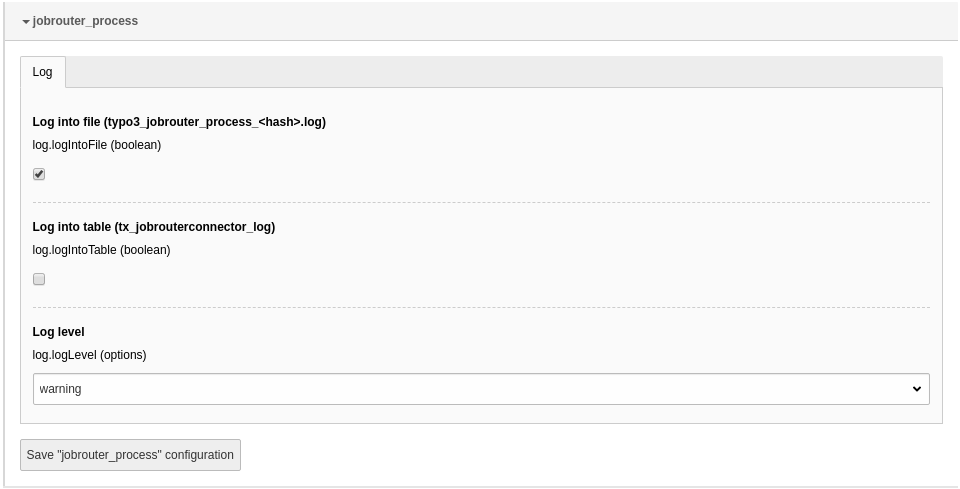 jobrouter_process
Log
Log into file (typo3_jobrouter_process_<hash>.log)
log.logIntoFile (boolean)
Log into table (tx_jobrouterconnector_log)
log.logIntoTable (boolean)
Log level
log.logLevel (options)
warning
Save "jobrouter_process" configuration